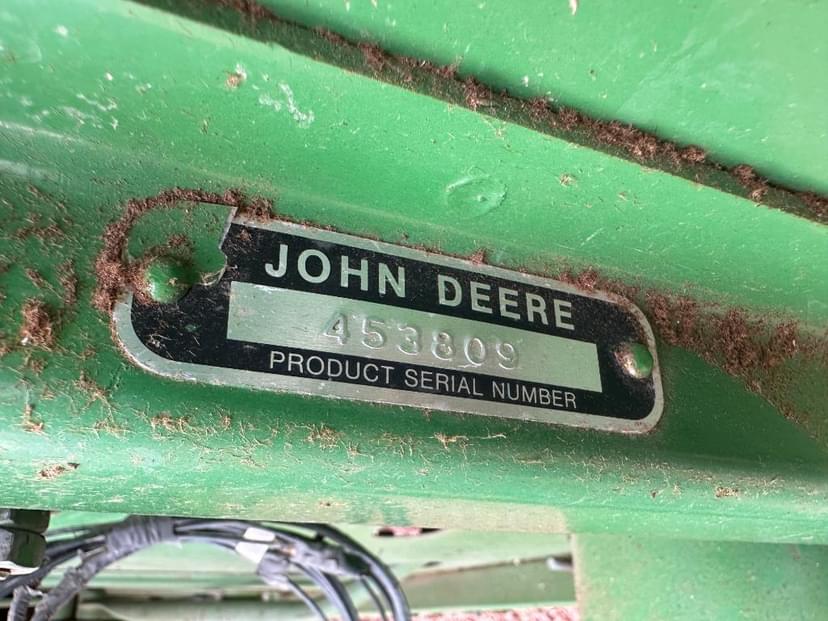 JOHN DEERE
453809
PRODUCT SERIAL NUMBER